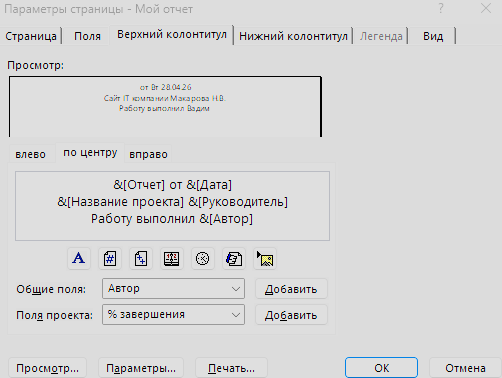 Параметры страницы - Мой отчет
Страница
Поля
Верхний колонтитул
Нижний колонтитул
Легенда
Вид
Просмотр:
от Вт 28.04.26
Сайт IT компании Макарова Н.В.
Работу выполнил Вадим
влево
по центру
вправо
&[Отчет] от &[Дата]
&[Название проекта] &[Руководитель]
Работу выполнил &[Автор]
Общие поля:
Автор
Добавить
Поля проекта:
% завершения
Добавить
Просмотр...
Параметры...
Печать...
ОК
Отмена